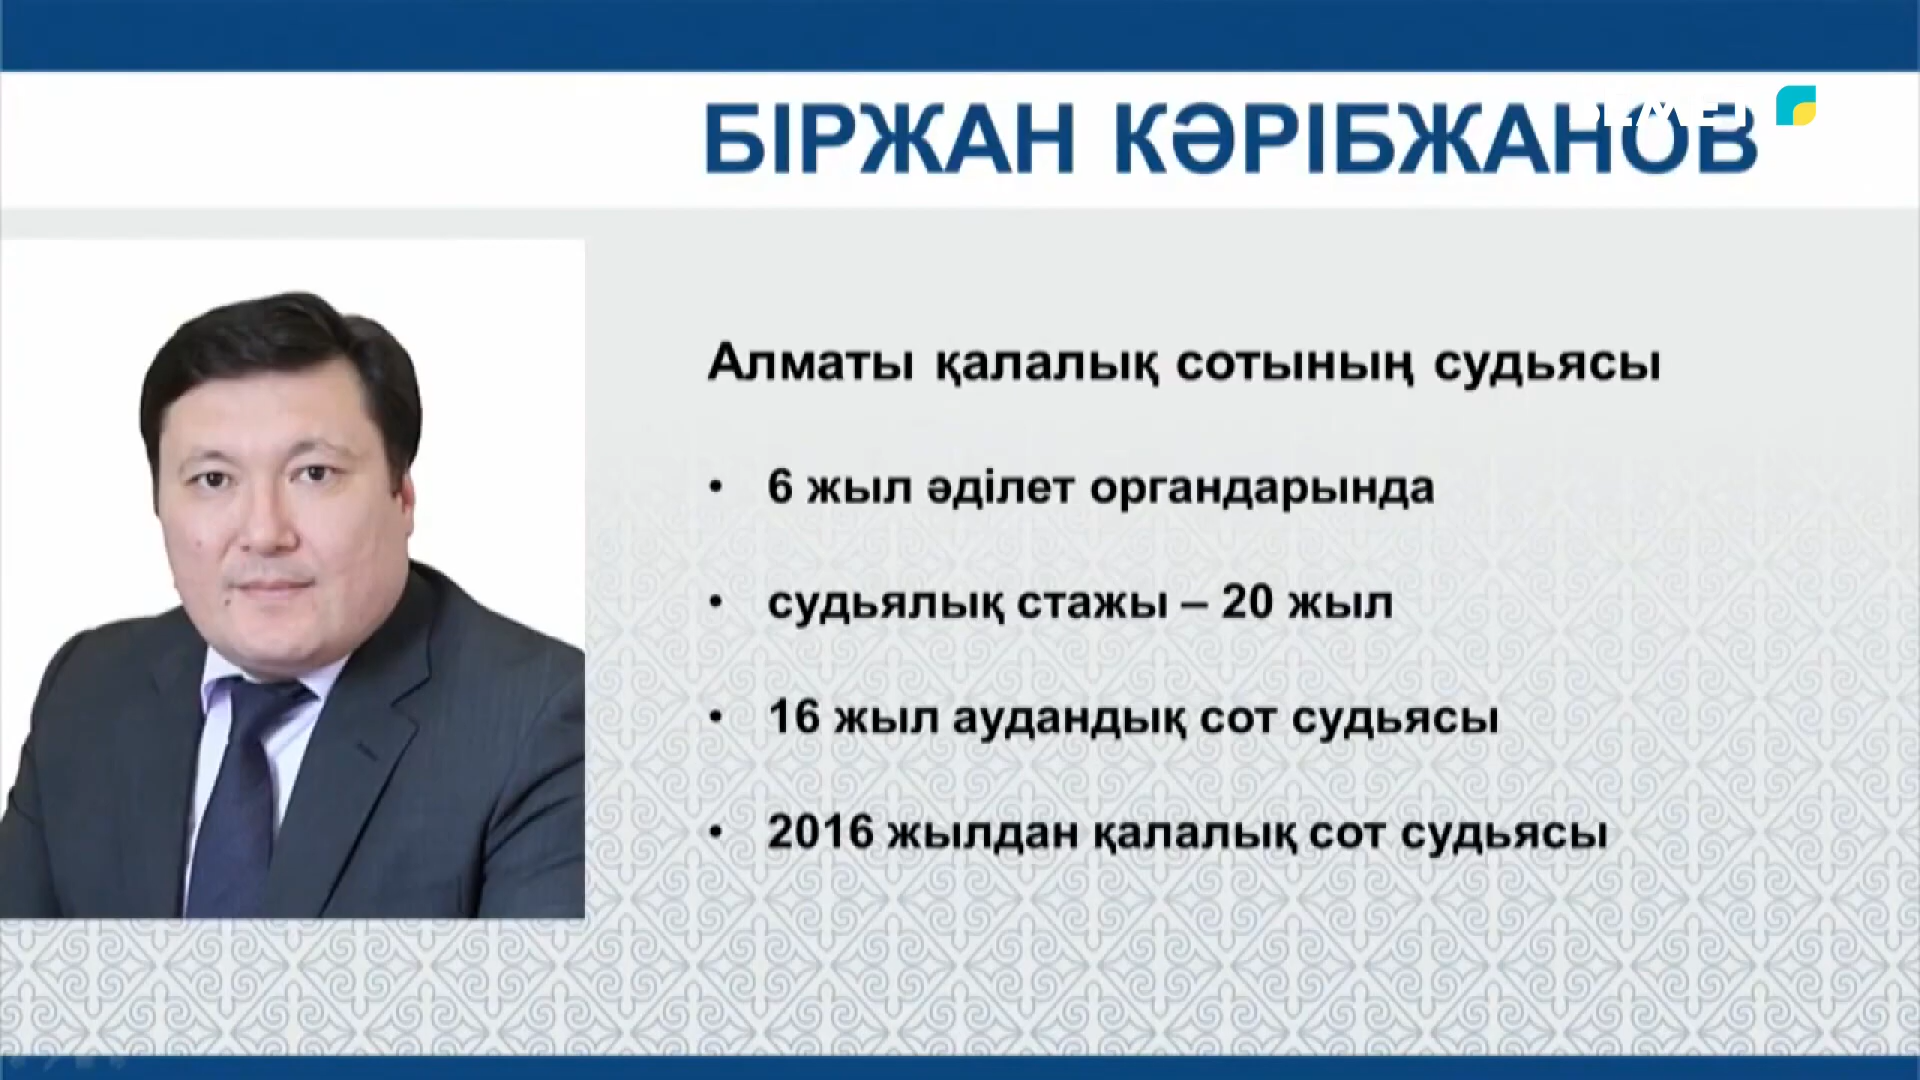 БІРЖАН КӘРІБЖАНОВ
Алматы қалалық сотының судьясы
• 6 жыл әділет органдарында
• судьялық стажы – 20 жыл
• 16 жыл аудандық сот судьясы
• 2016 жылдан қалалық сот судьясы